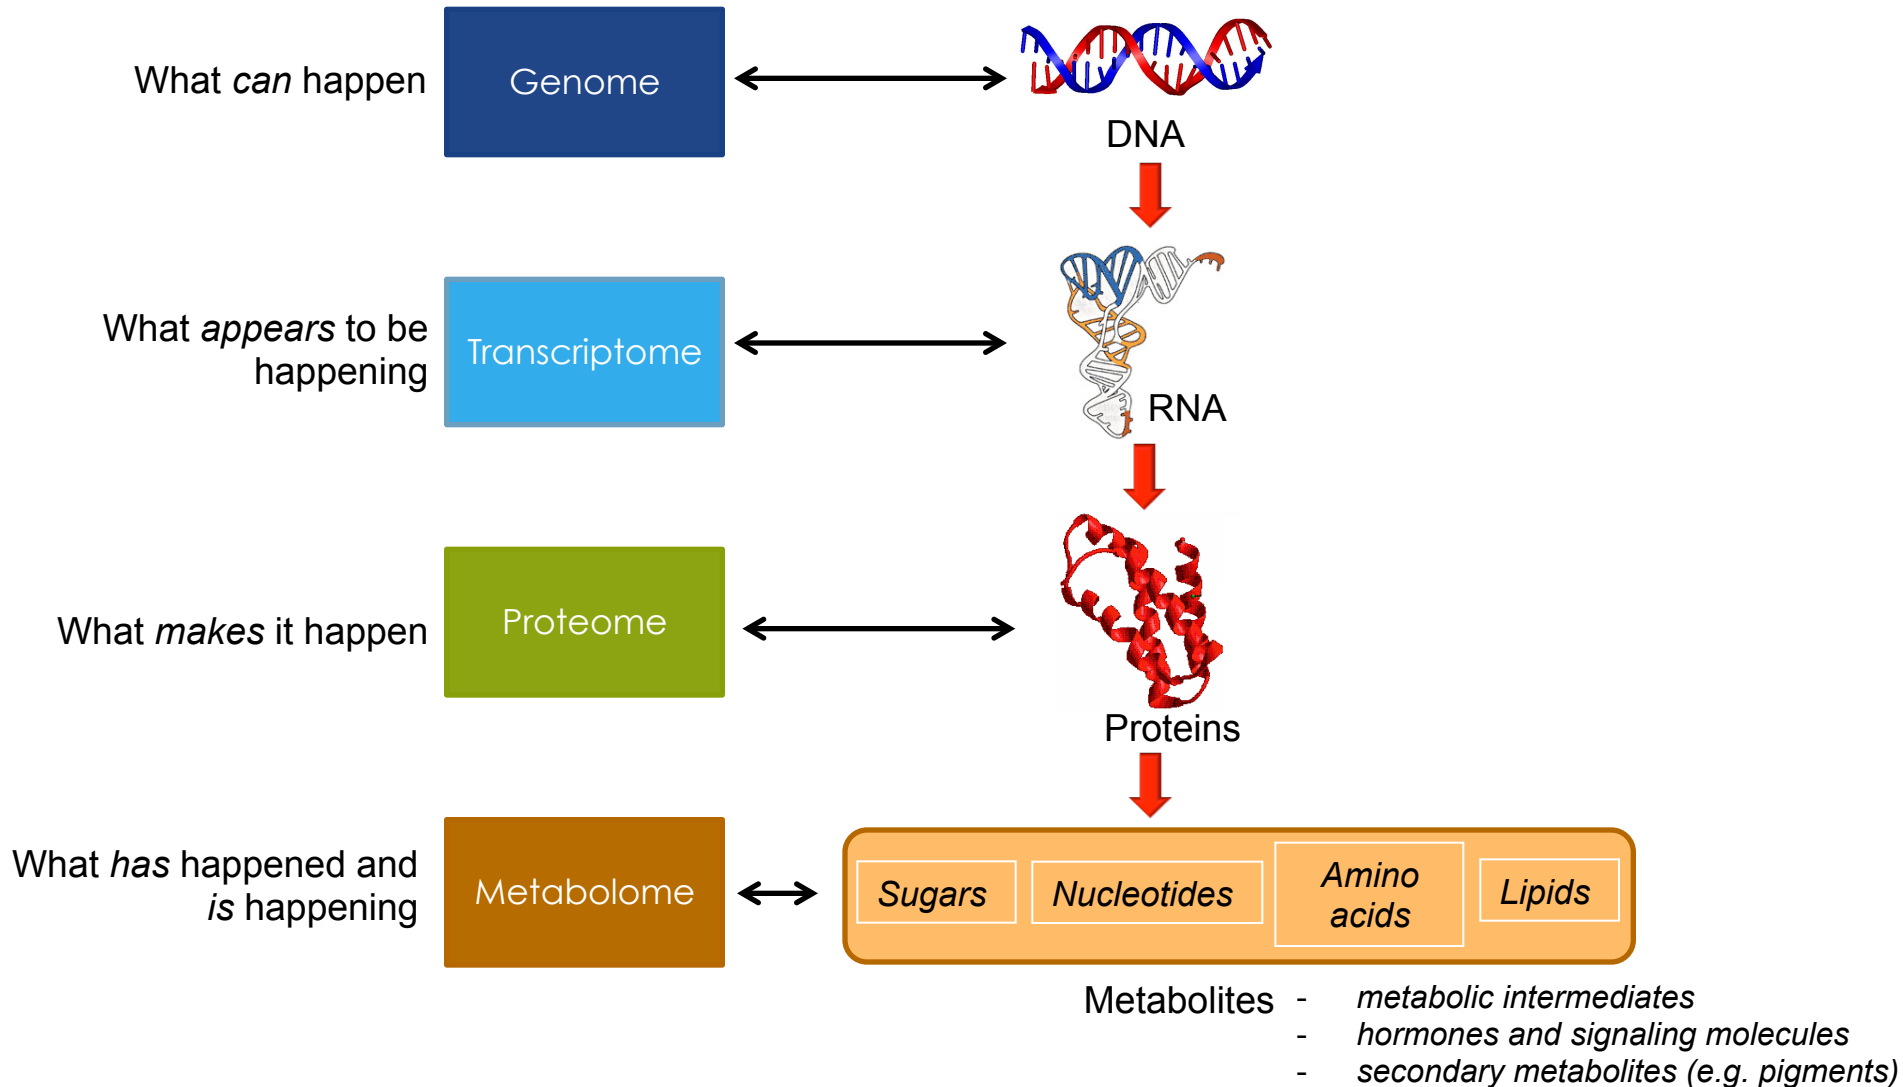 What can happen
Genome
DNA
What appears to be
happening
Transcriptome
RNA
What makes it happen
Proteome
Proteins
What has happened and
is happening
Metabolome
Sugars
Nucleotides
Amino
acids
Lipids
Metabolites
- metabolic intermediates
- hormones and signaling molecules
- secondary metabolites (e.g. pigments)